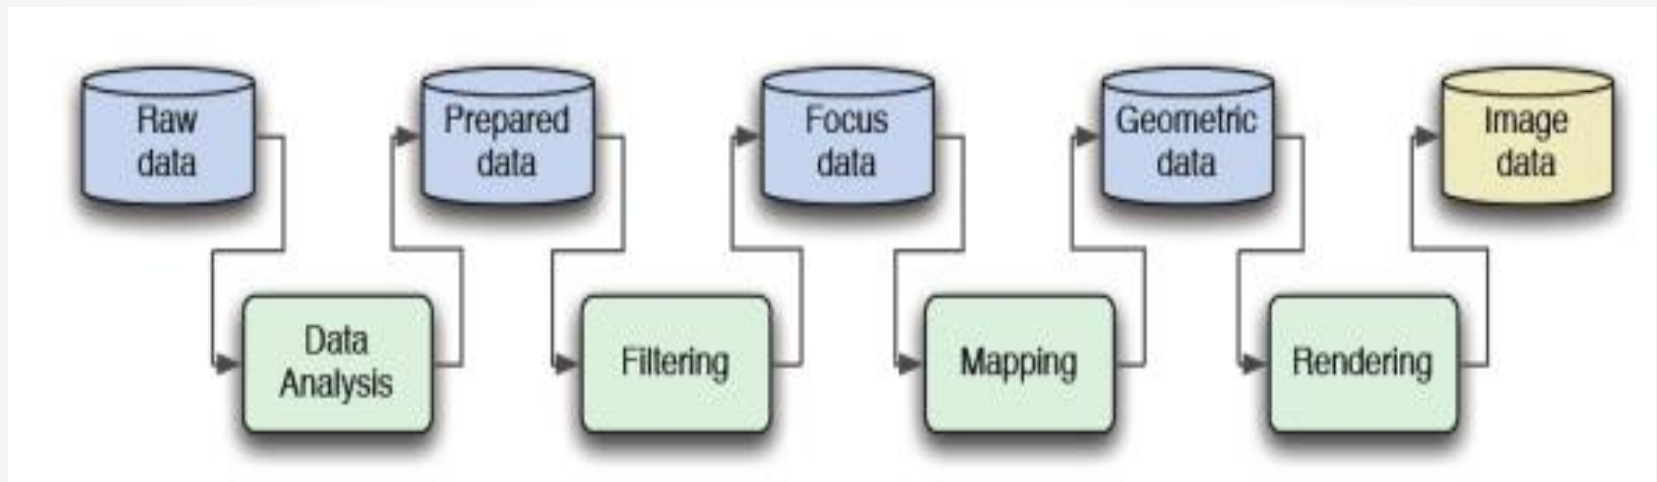 Raw
data
Prepared
data
Focus
data
Geometric
data
Image
data
Data
Analysis
Filtering
Mapping
Rendering